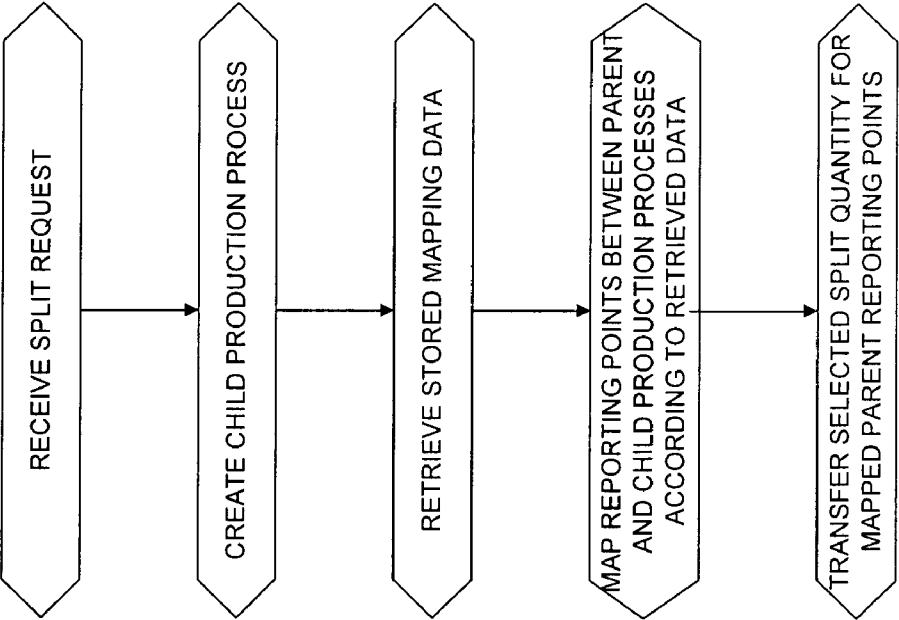 RECEIVE SPLIT REQUEST
CREATE CHILD PRODUCTION PROCESS
RETRIEVE STORED MAPPING DATA
MAP REPORTING POINTS BETWEEN PARENT
AND CHILD PRODUCTION PROCESSES
ACCORDING TO RETRIEVED DATA
TRANSFER SELECTED SPLIT QUANTITY FOR
MAPPED PARENT REPORTING POINTS